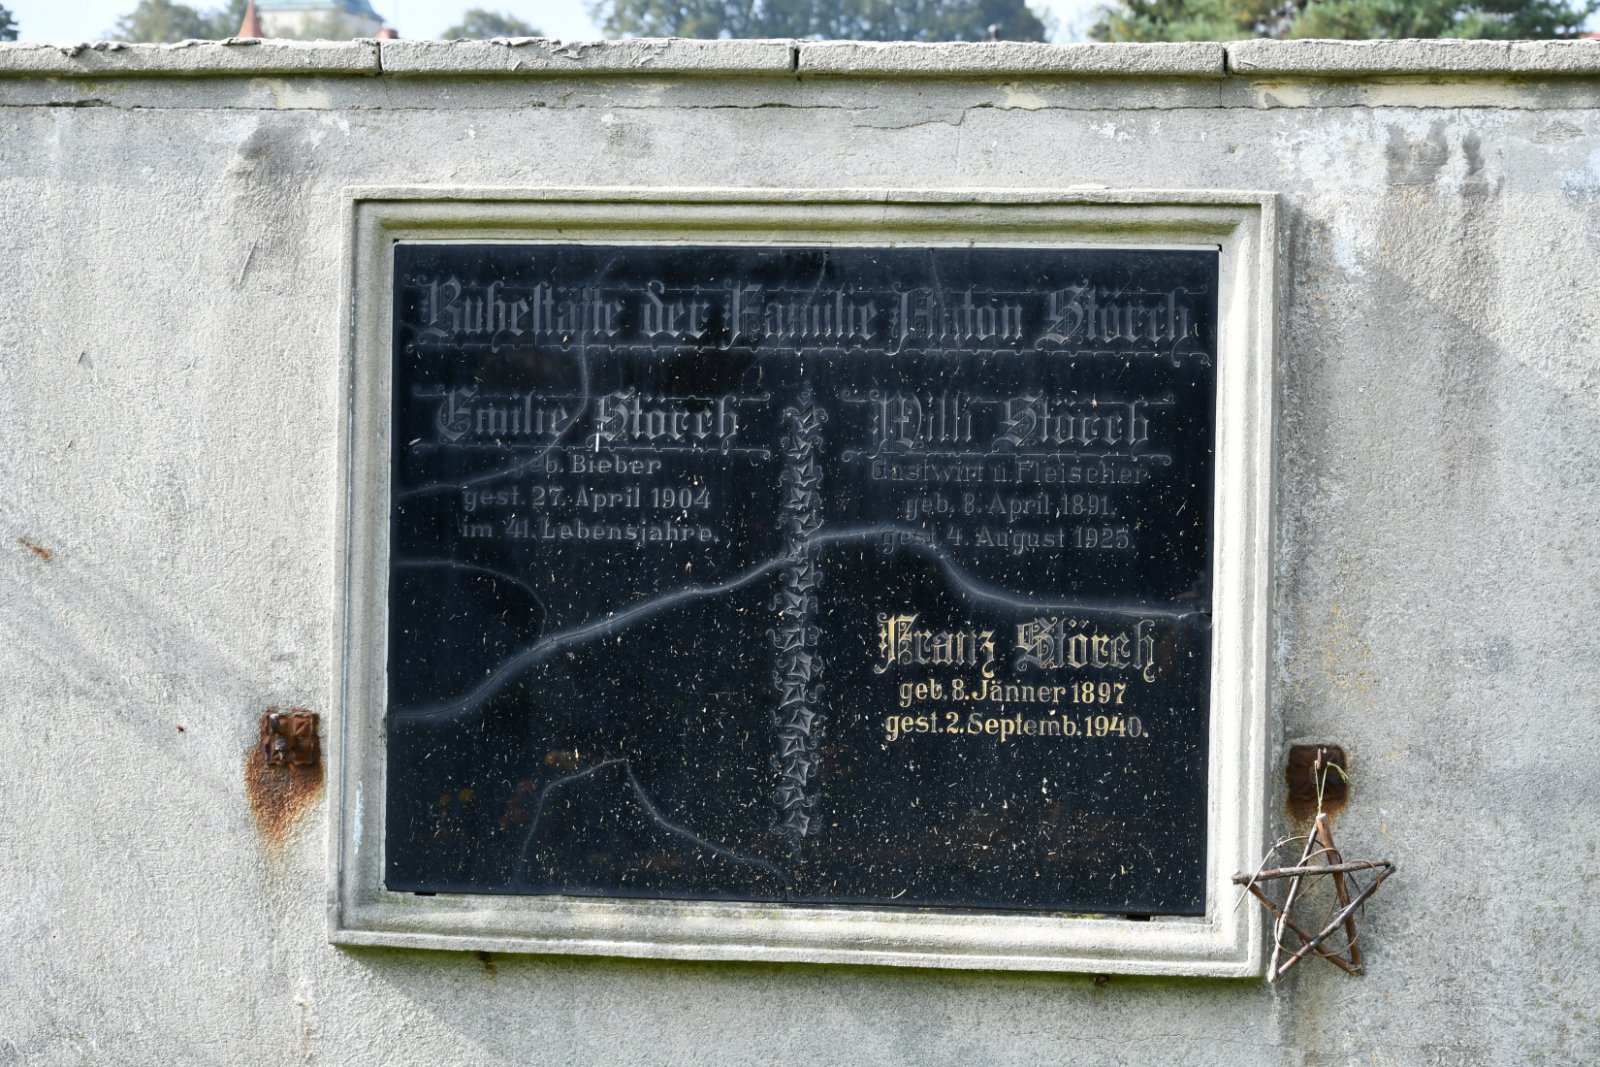 Ruhestätte der Familie Anton Störch
Emilie Störch
geb. Bieber
gest. 27. April 1904
im 41. Lebensjahre.
Willi Störch
Gastwirt u. Fleischer
geb. 8. April 1891.
gest. 4. August 1925.
Franz Störch
geb. 8. Jänner 1897
gest. 2. Septemb. 1940.